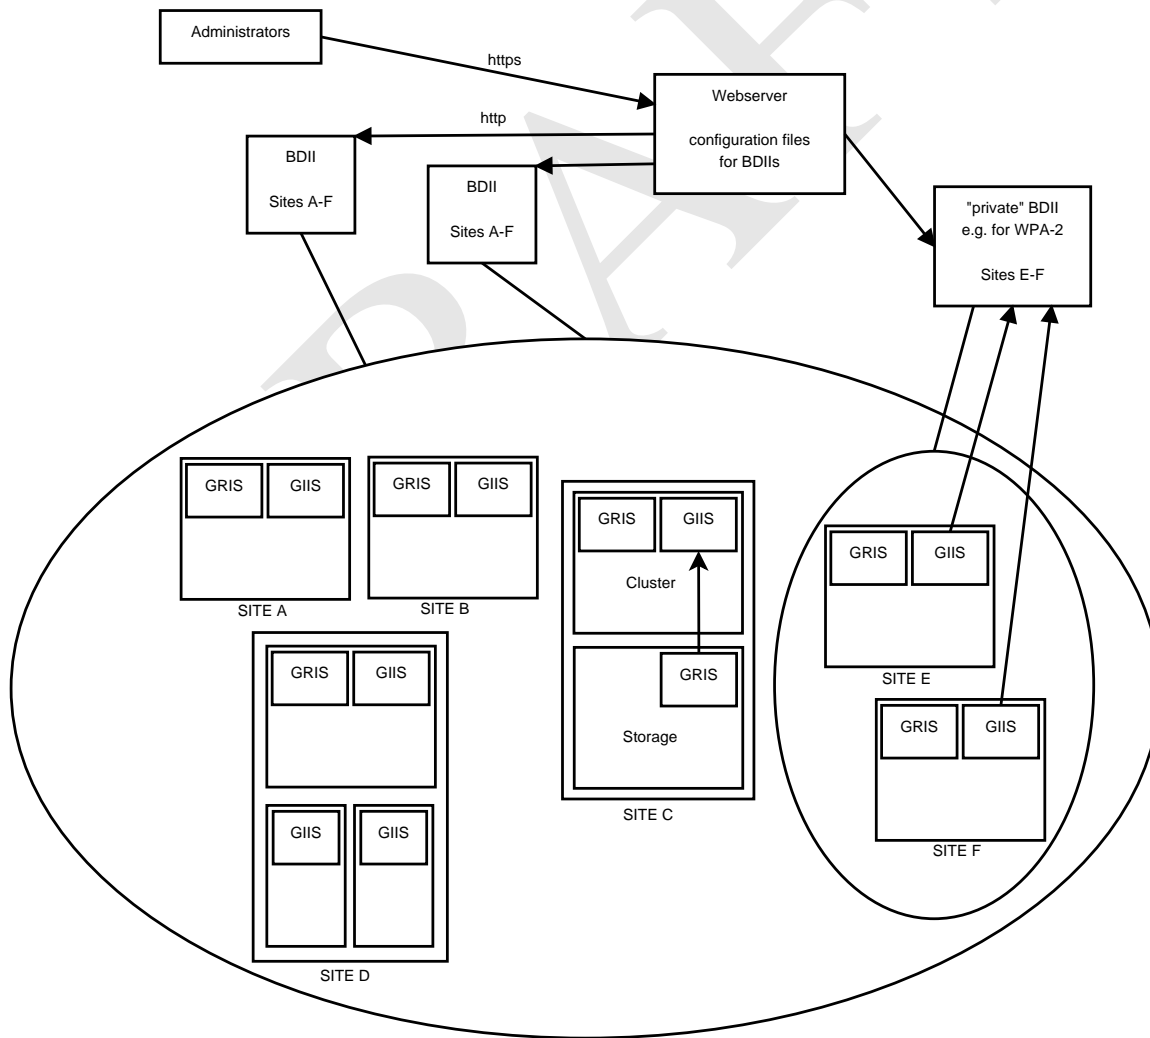 Administrators
https
Webserver
configuration files
for BDIIs
http
BDII
Sites A-F
BDII
Sites A-F
"private" BDII
e.g. for WPA-2
Sites E-F
GRIS
GIIS
SITE A
GRIS
GIIS
SITE B
GRIS
GIIS
Cluster
GRIS
Storage
SITE C
GRIS
GIIS
GIIS
GIIS
SITE D
GRIS
GIIS
SITE E
GRIS
GIIS
SITE F